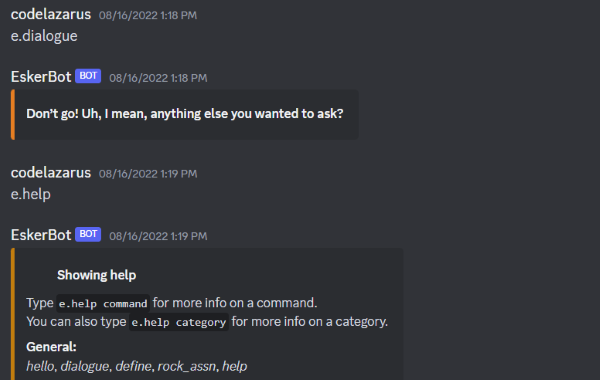 codelazarus 08/16/2022 1:18 PM
e.dialogue
EskerBot BOT 08/16/2022 1:18 PM
Don't go! Uh, I mean, anything else you wanted to ask?
codelazarus 08/16/2022 1:19 PM
e.help
EskerBot BOT 08/16/2022 1:19 PM
Showing help
Type e.help command for more info on a command.
You can also type e.help category for more info on a category.
General:
hello, dialogue, define, rock_assn, help